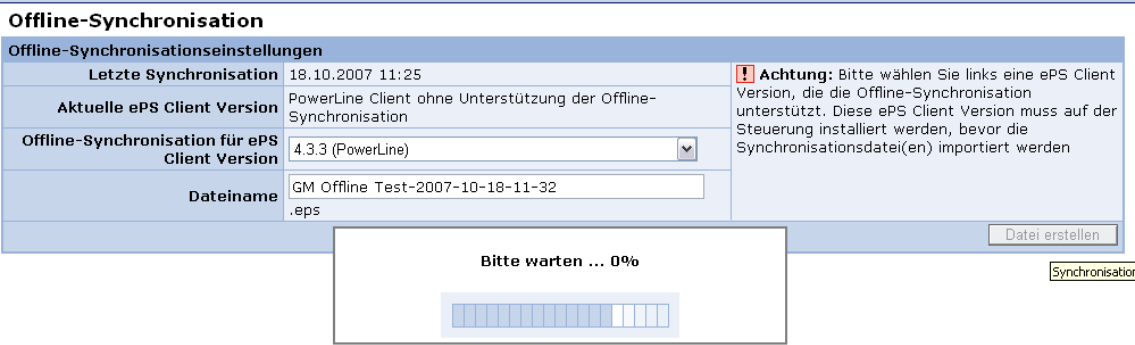 Offline-Synchronisation
Offline-Synchronisationseinstellungen
Letzte Synchronisation 18.10.2007 11:25
Aktuelle ePS Client Version PowerLine Client ohne Unterstützung der Offline-
Synchronisation
Offline-Synchronisation für ePS
Client Version 4.3.3 (PowerLine)
Dateiname GM Offline Test-2007-10-18-11-32
.eps
! Achtung: Bitte wählen Sie links eine ePS Client
Version, die die Offline-Synchronisation
unterstützt. Diese ePS Client Version muss auf der
Steuerung installiert werden, bevor die
Synchronisationsdatei(en) importiert werden
Datei erstellen
Bitte warten ... 0%
Synchronisation